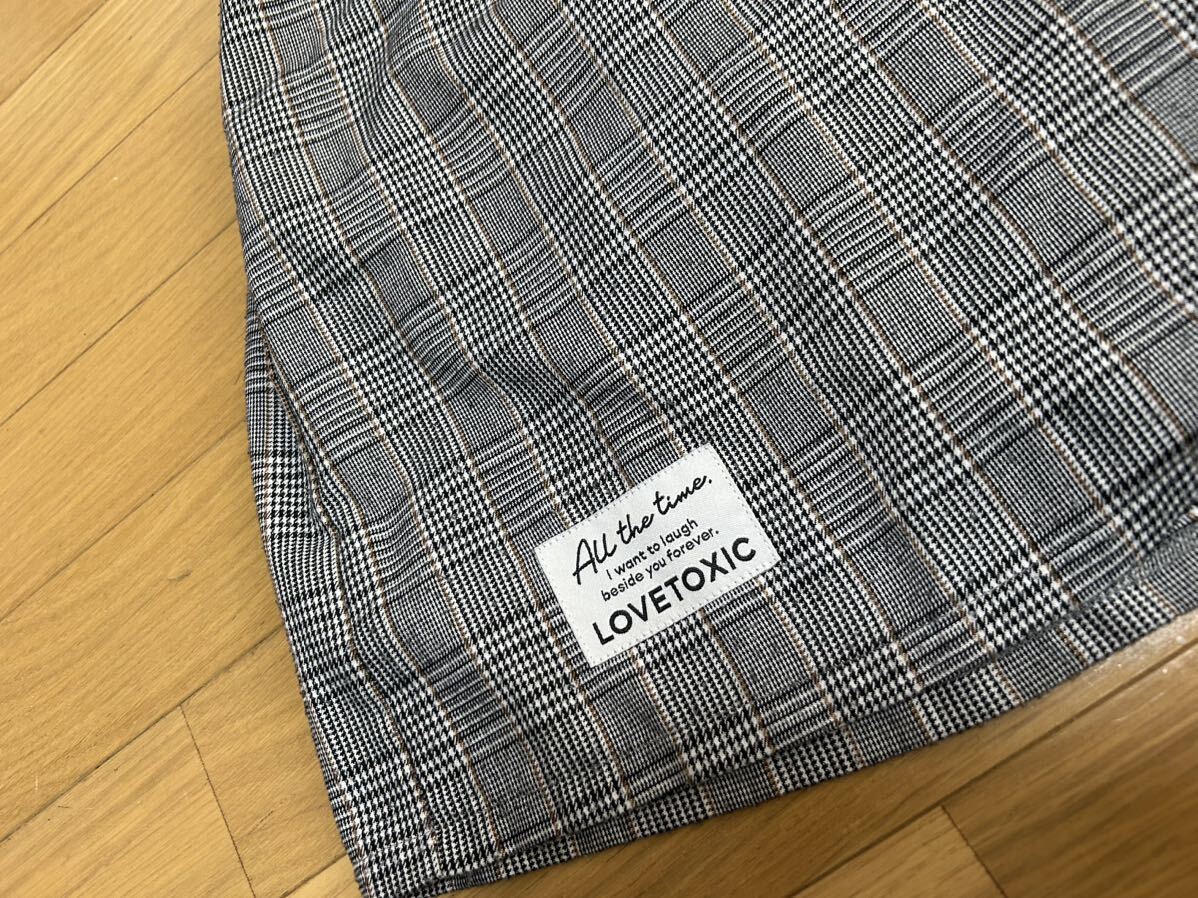 All the time.
I want to laugh
beside you forever.
LOVETOXIC